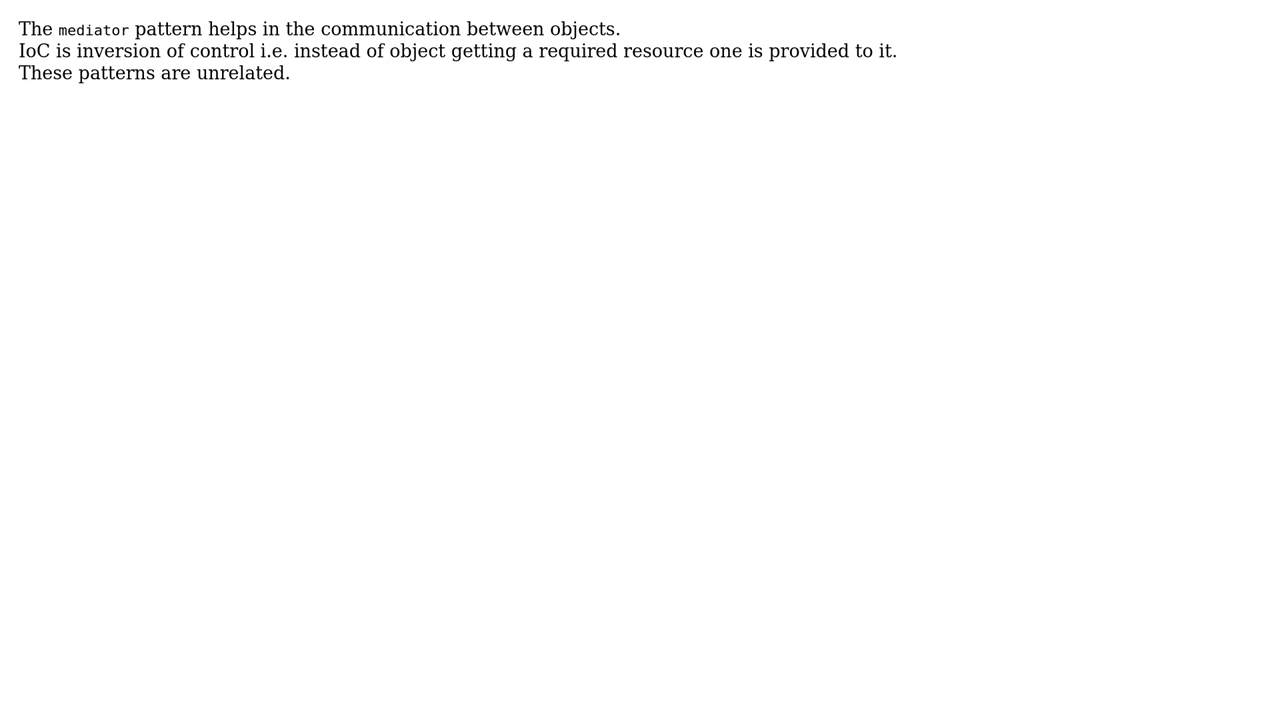 The mediator pattern helps in the communication between objects.
IoC is inversion of control i.e. instead of object getting a required resource one is provided to it.
These patterns are unrelated.